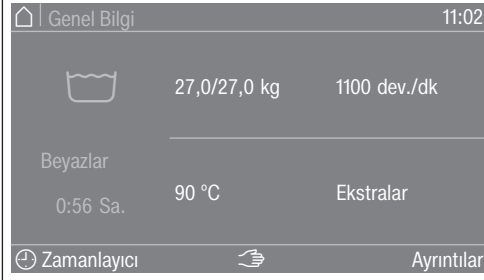 Genel Bilgi 11:02
27,0/27,0 kg 1100 dev./dk
Beyazlar
0:56 Sa.
90 °C Ekstralar
Zamanlayıcı Ayrıntılar